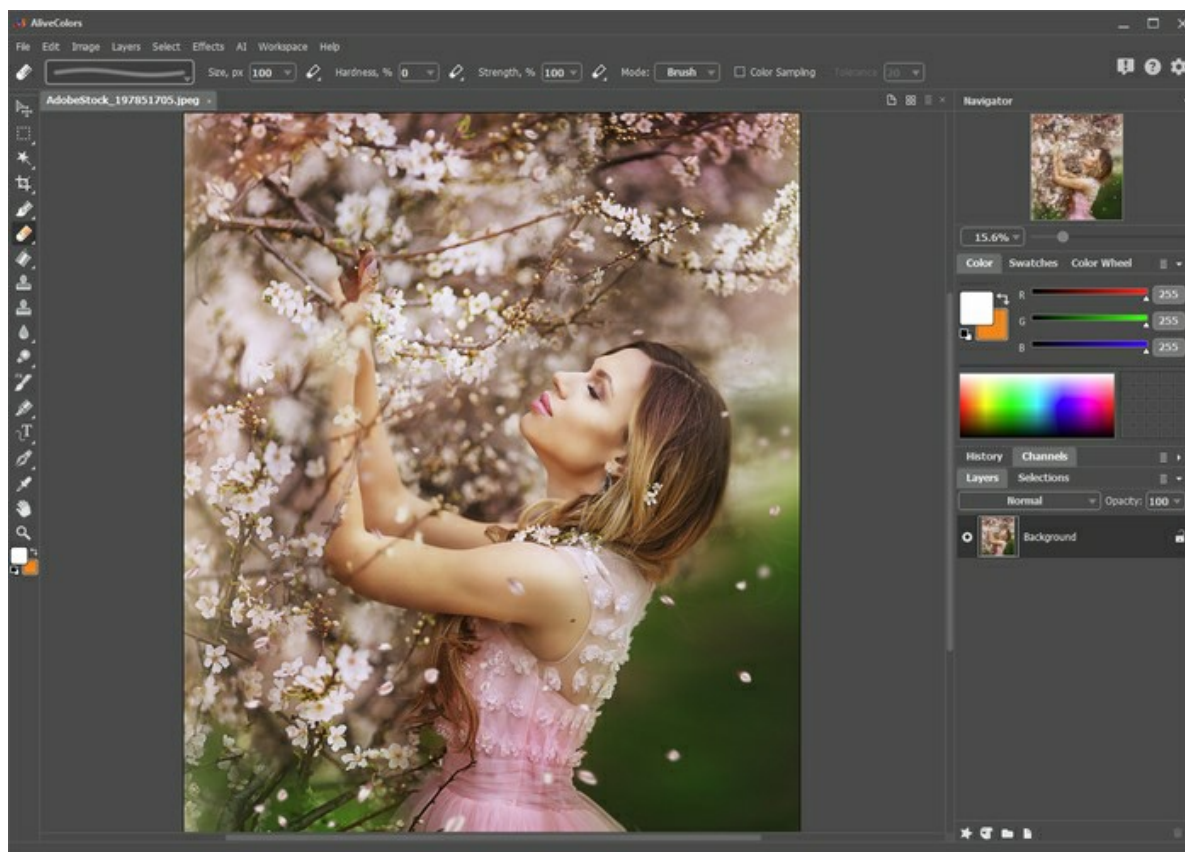 AliveColors
File Edit Image Layers Select Effects AI Workspace Help
Size, px 100 Hardness, % 0 Strength, % 100 Mode: Brush Color Sampling Tolerance 20
AdobeStock_197851705.jpeg
Navigator
15.6%
Color Swatches Color Wheel
R 255
G 255
B 255
History Channels
Layers Selections
Normal Opacity: 100
Background